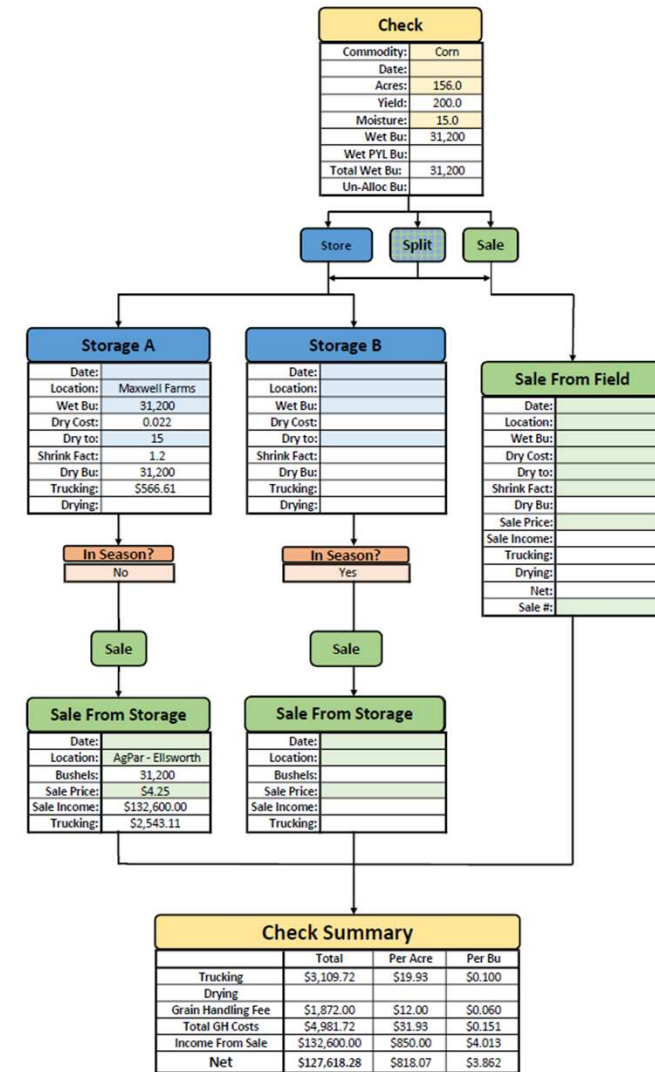 Check
Commodity: Corn
Date:
Acres: 156.0
Yield: 200.0
Moisture: 15.0
Wet Bu: 31,200
Wet PYL Bu:
Total Wet Bu: 31,200
Un-Alloc Bu:
Store Split Sale
Storage A
Date:
Location: Maxwell Farms
Wet Bu: 31,200
Dry Cost: 0.022
Dry to: 15
Shrink Fact: 1.2
Dry Bu: 31,200
Trucking: $566.61
Drying:
In Season?
No
Sale
Sale From Storage
Date:
Location: AgPar - Ellsworth
Bushels: 31,200
Sale Price: $4.25
Sale Income: $132,600.00
Trucking: $2,543.11
Storage B
Date:
Location:
Wet Bu:
Dry Cost:
Dry to:
Shrink Fact:
Dry Bu:
Trucking:
Drying:
In Season?
Yes
Sale
Sale From Storage
Date:
Location:
Bushels:
Sale Price:
Sale Income:
Trucking:
Sale From Field
Date:
Location:
Wet Bu:
Dry Cost:
Dry to:
Shrink Fact:
Dry Bu:
Sale Price:
Sale Income:
Trucking:
Drying:
Net:
Sale #:
Check Summary
Total Per Acre Per Bu
Trucking $3,109.72 $19.93 $0.100
Drying
Grain Handling Fee $1,872.00 $12.00 $0.060
Total GH Costs $4,981.72 $31.93 $0.151
Income From Sale $132,600.00 $850.00 $4.013
Net $127,618.28 $818.07 $3.862